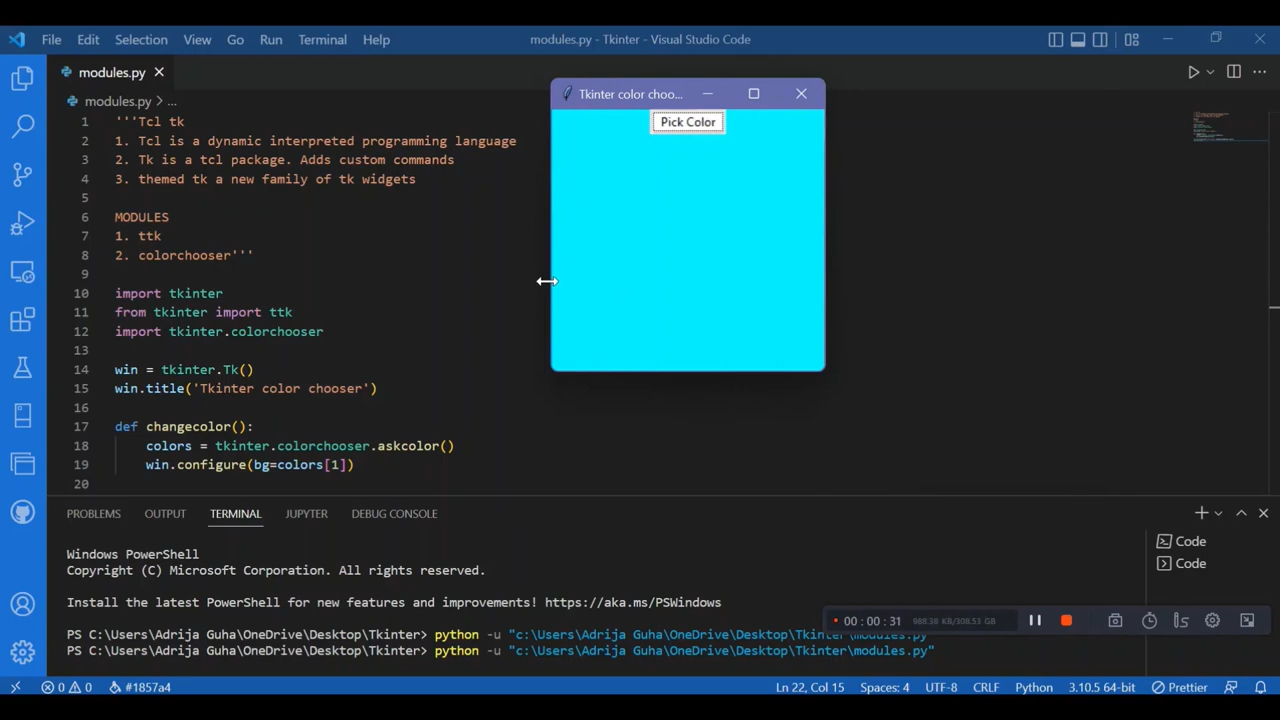 File Edit Selection View Go Run Terminal Help modules.py - Tkinter - Visual Studio Code
modules.py
modules.py > ...
Tkinter color choo...
Pick Color
1 '''Tcl tk
2 1. Tcl is a dynamic interpreted programming language
3 2. Tk is a tcl package. Adds custom commands
4 3. themed tk a new family of tk widgets
5
6 MODULES
7 1. ttk
8 2. colorchooser'''
9
10 import tkinter
11 from tkinter import ttk
12 import tkinter.colorchooser
13
14 win = tkinter.Tk()
15 win.title('Tkinter color chooser')
16
17 def changecolor():
18 colors = tkinter.colorchooser.askcolor()
19 win.configure(bg=colors[1])
20
PROBLEMS OUTPUT TERMINAL JUPYTER DEBUG CONSOLE
Windows PowerShell
Copyright (C) Microsoft Corporation. All rights reserved.
Install the latest PowerShell for new features and improvements! https://aka.ms/PSWindows
PS C:\Users\Adrija Guha\OneDrive\Desktop\Tkinter> python -u "c:\Users\Adrija Guha\OneDrive\Desktop\Tkinter\modules.py"
PS C:\Users\Adrija Guha\OneDrive\Desktop\Tkinter> python -u "c:\Users\Adrija Guha\OneDrive\Desktop\Tkinter\modules.py"
Code
Code
00 : 00 : 31 988.38 KB/308.53 GB
0 0 #1857a4 Ln 22, Col 15 Spaces: 4 UTF-8 CRLF Python 3.10.5 64-bit Prettier